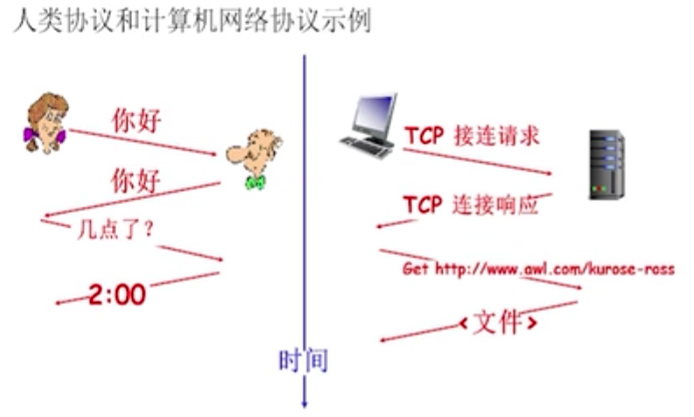 人类协议和计算机网络协议示例
你好
你好
几点了？
2:00
TCP 接连请求
TCP 连接响应
Get http://www.awl.com/kurose-ross
<文件>
时间